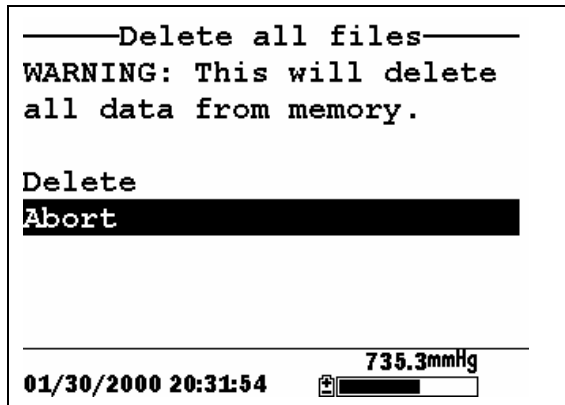 Delete all files
WARNING: This will delete
all data from memory.
Delete
Abort
735.3mmHg
01/30/2000 20:31:54